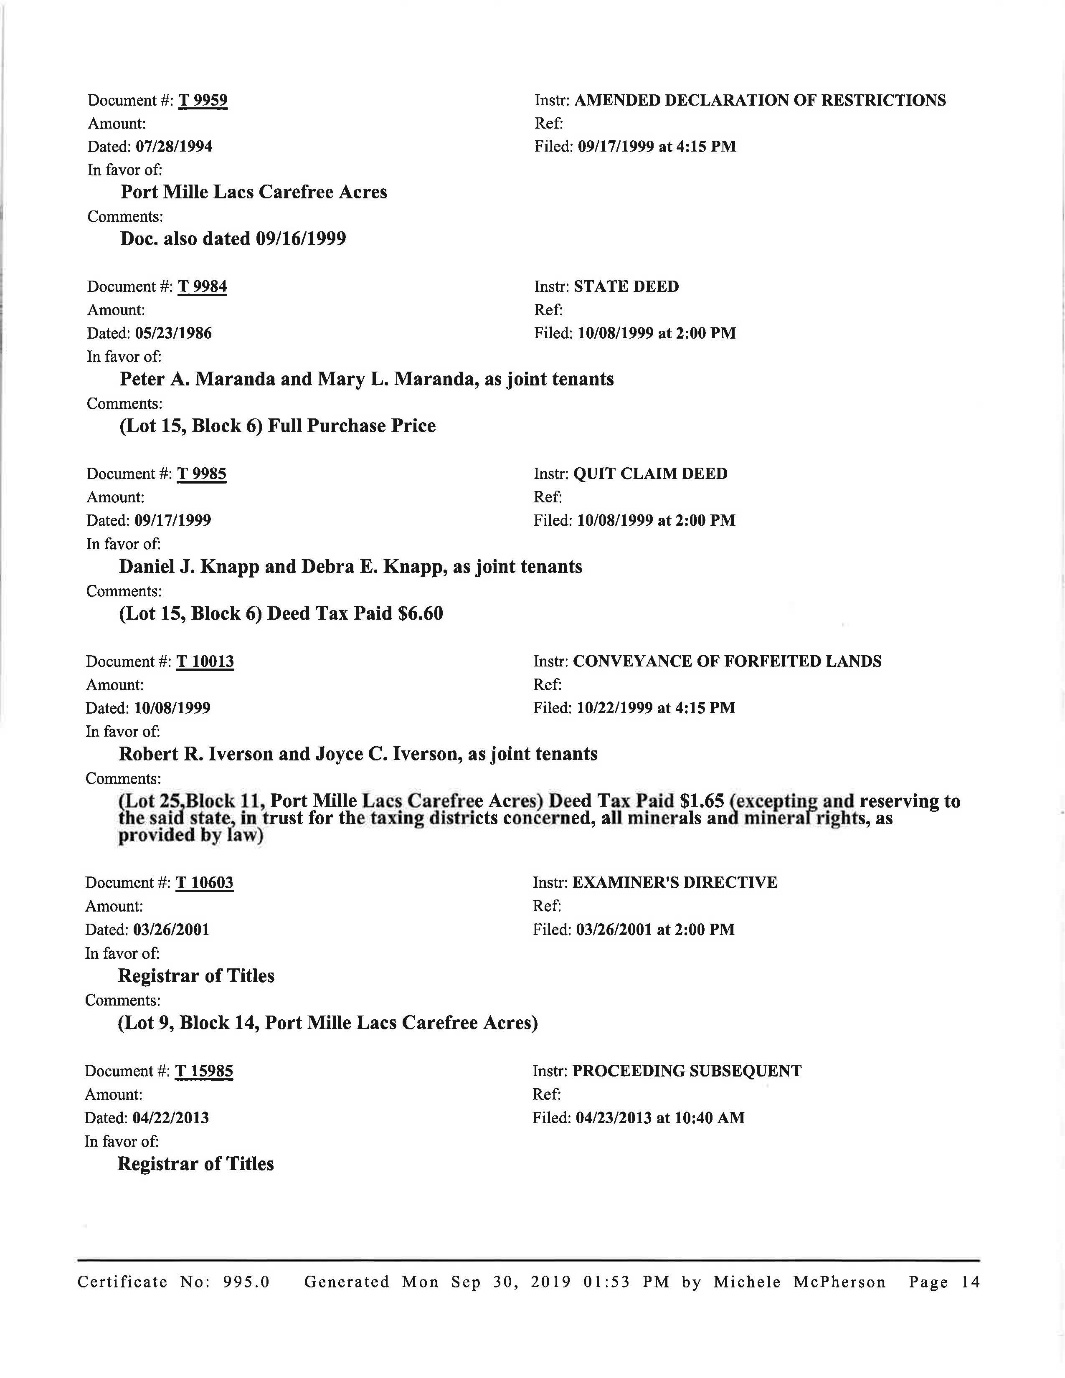 Document #: T 9959 Instr: AMENDED DECLARATION OF RESTRICTIONS
Amount: Ref:
Dated: 07/28/1994 Filed: 09/17/1999 at 4:15 PM
In favor of:
Port Mille Lacs Carefree Acres
Comments:
Doc. also dated 09/16/1999
Document #: T 9984 Instr: STATE DEED
Amount: Ref:
Dated: 05/23/1986 Filed: 10/08/1999 at 2:00 PM
In favor of:
Peter A. Maranda and Mary L. Maranda, as joint tenants
Comments:
(Lot 15, Block 6) Full Purchase Price
Document #: T 9985 Instr: QUIT CLAIM DEED
Amount: Ref:
Dated: 09/17/1999 Filed: 10/08/1999 at 2:00 PM
In favor of:
Daniel J. Knapp and Debra E. Knapp, as joint tenants
Comments:
(Lot 15, Block 6) Deed Tax Paid $6.60
Document #: T 10013 Instr: CONVEYANCE OF FORFEITED LANDS
Amount: Ref:
Dated: 10/08/1999 Filed: 10/22/1999 at 4:15 PM
In favor of:
Robert R. Iverson and Joyce C. Iverson, as joint tenants
Comments:
(Lot 25,Block 11, Port Mille Lacs Carefree Acres) Deed Tax Paid $1.65 (excepting and reserving to
the said state, in trust for the taxing districts concerned, all minerals and mineral rights, as
provided by law)
Document #: T 10603 Instr: EXAMINER'S DIRECTIVE
Amount: Ref:
Dated: 03/26/2001 Filed: 03/26/2001 at 2:00 PM
In favor of:
Registrar of Titles
Comments:
(Lot 9, Block 14, Port Mille Lacs Carefree Acres)
Document #: T 15985 Instr: PROCEEDING SUBSEQUENT
Amount: Ref:
Dated: 04/22/2013 Filed: 04/23/2013 at 10:40 AM
In favor of:
Registrar of Titles
Certificate No: 995.0 Generated Mon Sep 30, 2019 01:53 PM by Michele McPherson Page 14